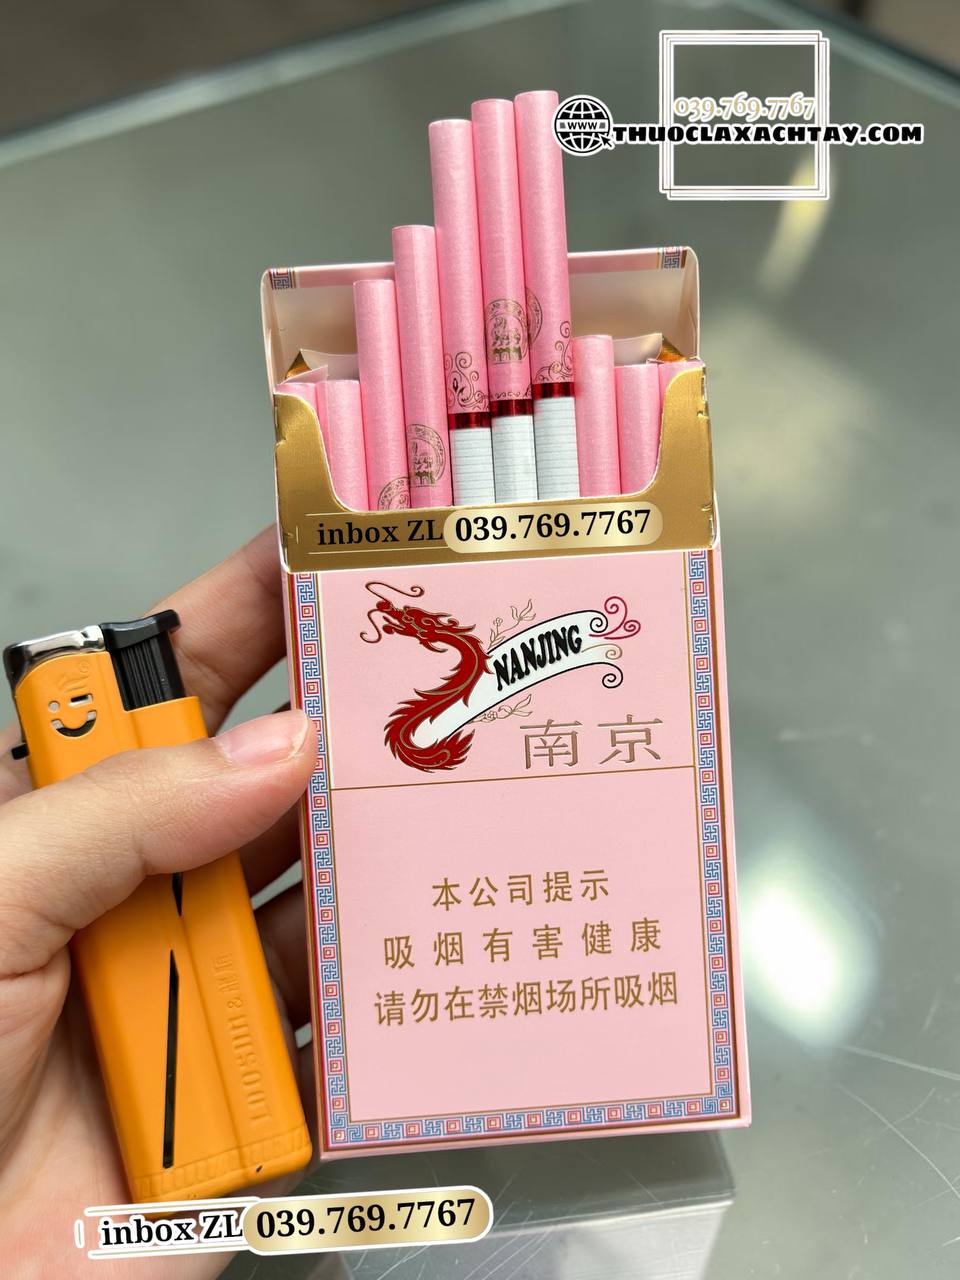 039.769.7767
WWW
THUOCLAXACHTAY.COM
inbox ZL 039.769.7767
NANJING
南京
本公司提示
吸烟有害健康
请勿在禁烟场所吸烟
inbox ZL 039.769.7767